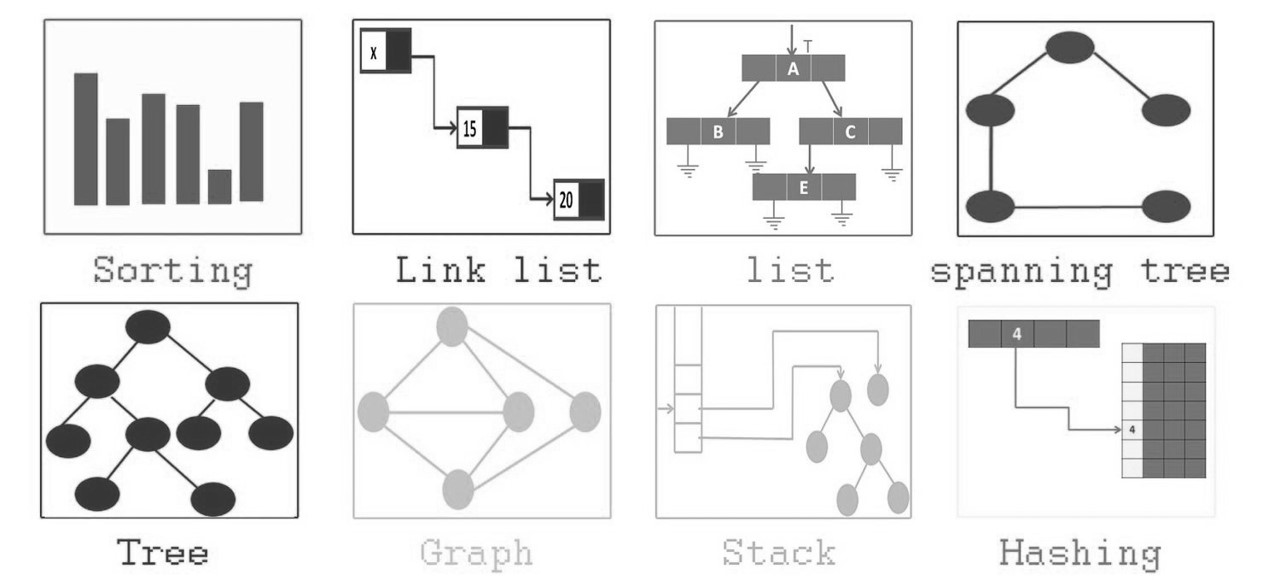 x
15
20
T
A
B
C
E
Sorting
Link list
list
spanning tree
4
4
Tree
Graph
Stack
Hashing